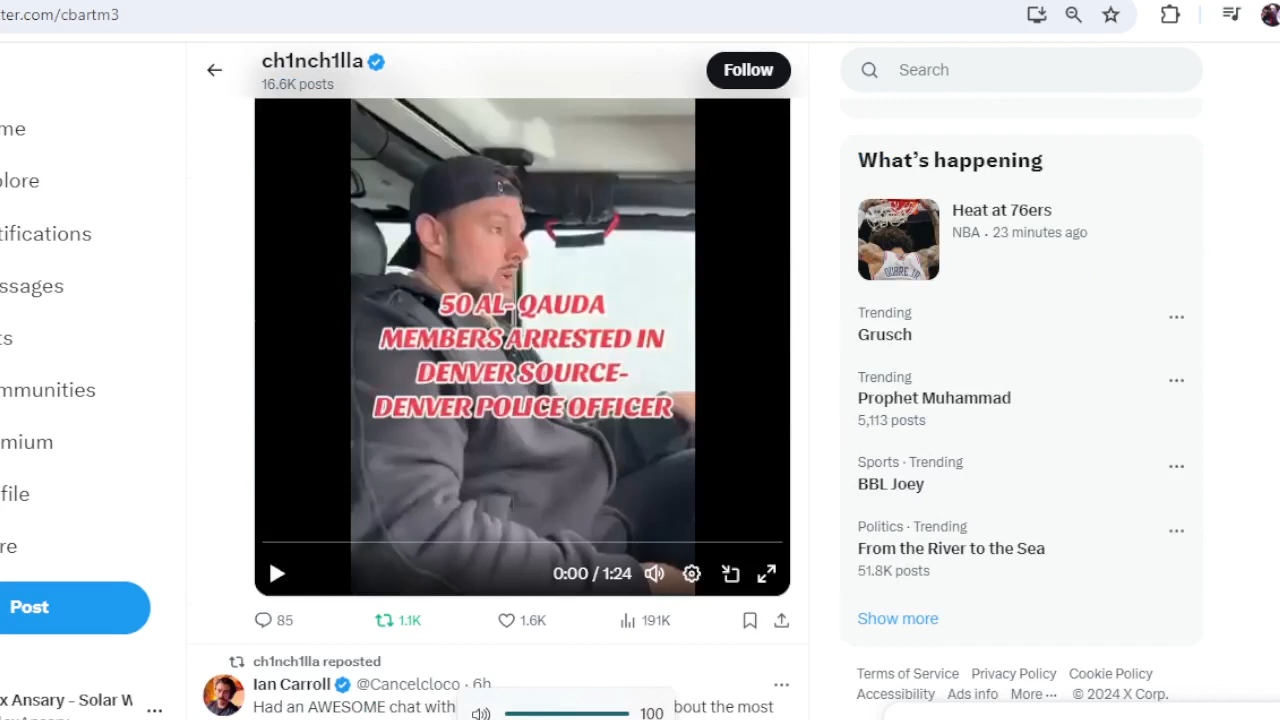 ter.com/cbartm3
ch1nch1lla
16.6K posts
Follow
Search
me
plore
tifications
ssages
ts
mmunities
emium
file
re
Post
x Ansary - Solar W
50 AL- QAUDA
MEMBERS ARRESTED IN
DENVER SOURCE-
DENVER POLICE OFFICER
0:00 / 1:24
85
1.1K
1.6K
191K
ch1nch1lla reposted
Ian Carroll @Cancelcloco · 6h
Had an AWESOME chat with
bout the most
100
What's happening
Heat at 76ers
NBA · 23 minutes ago
Trending
Grusch
Trending
Prophet Muhammad
5,113 posts
Sports · Trending
BBL Joey
Politics · Trending
From the River to the Sea
51.8K posts
Show more
Terms of Service Privacy Policy Cookie Policy
Accessibility Ads info More ··· © 2024 X Corp.